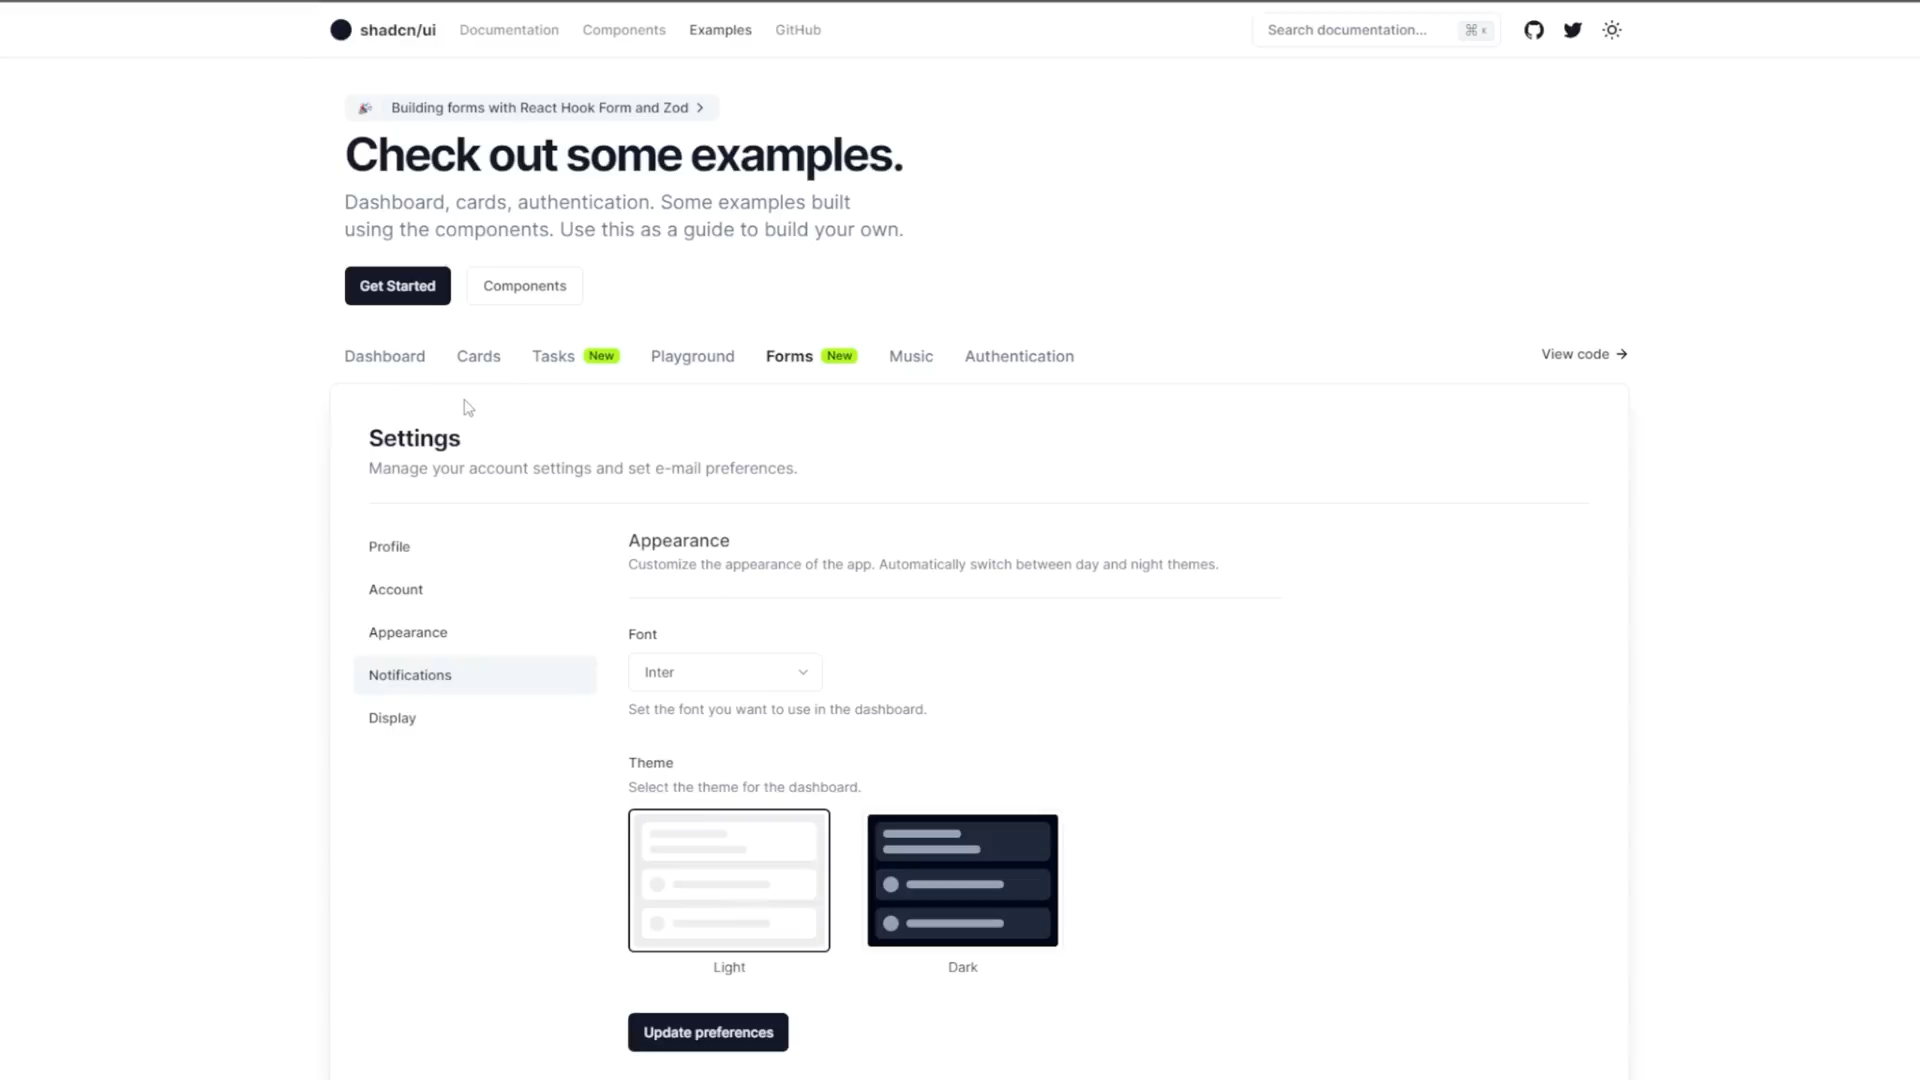 shadcn/ui Documentation Components Examples GitHub Search documentation... ⌘ K
Building forms with React Hook Form and Zod
Check out some examples.
Dashboard, cards, authentication. Some examples built
using the components. Use this as a guide to build your own.
Get Started Components
Dashboard Cards Tasks New Playground Forms New Music Authentication View code →
Settings
Manage your account settings and set e-mail preferences.
Profile
Account
Appearance
Notifications
Display
Appearance
Customize the appearance of the app. Automatically switch between day and night themes.
Font
Inter
Set the font you want to use in the dashboard.
Theme
Select the theme for the dashboard.
Light Dark
Update preferences